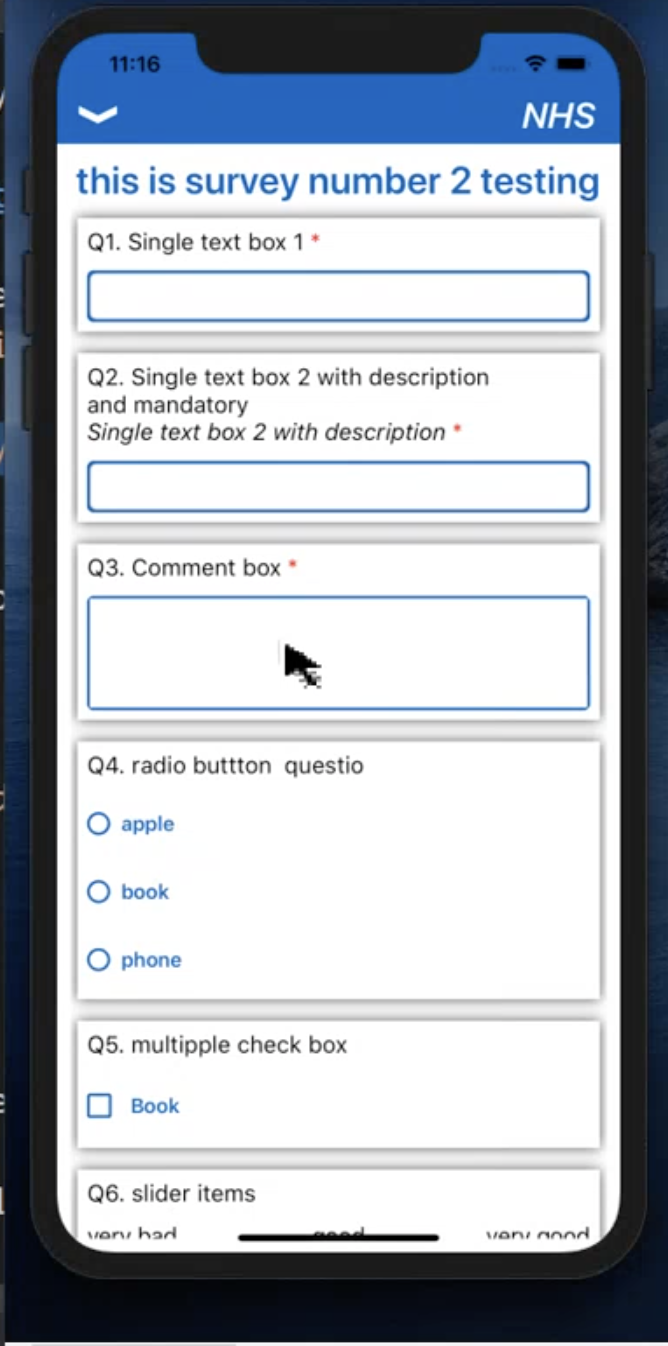 11:16
NHS
this is survey number 2 testing
Q1. Single text box 1 *
Q2. Single text box 2 with description
and mandatory
Single text box 2 with description *
Q3. Comment box *
Q4. radio buttton  questio
apple
book
phone
Q5. multipple check box
Book
Q6. slider items
very bad good very good